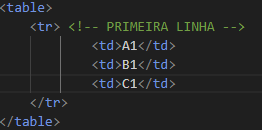 <table>
<tr> <!-- PRIMEIRA LINHA -->
<td>A1</td>
<td>B1</td>
<td>C1</td>
</tr>
</table>